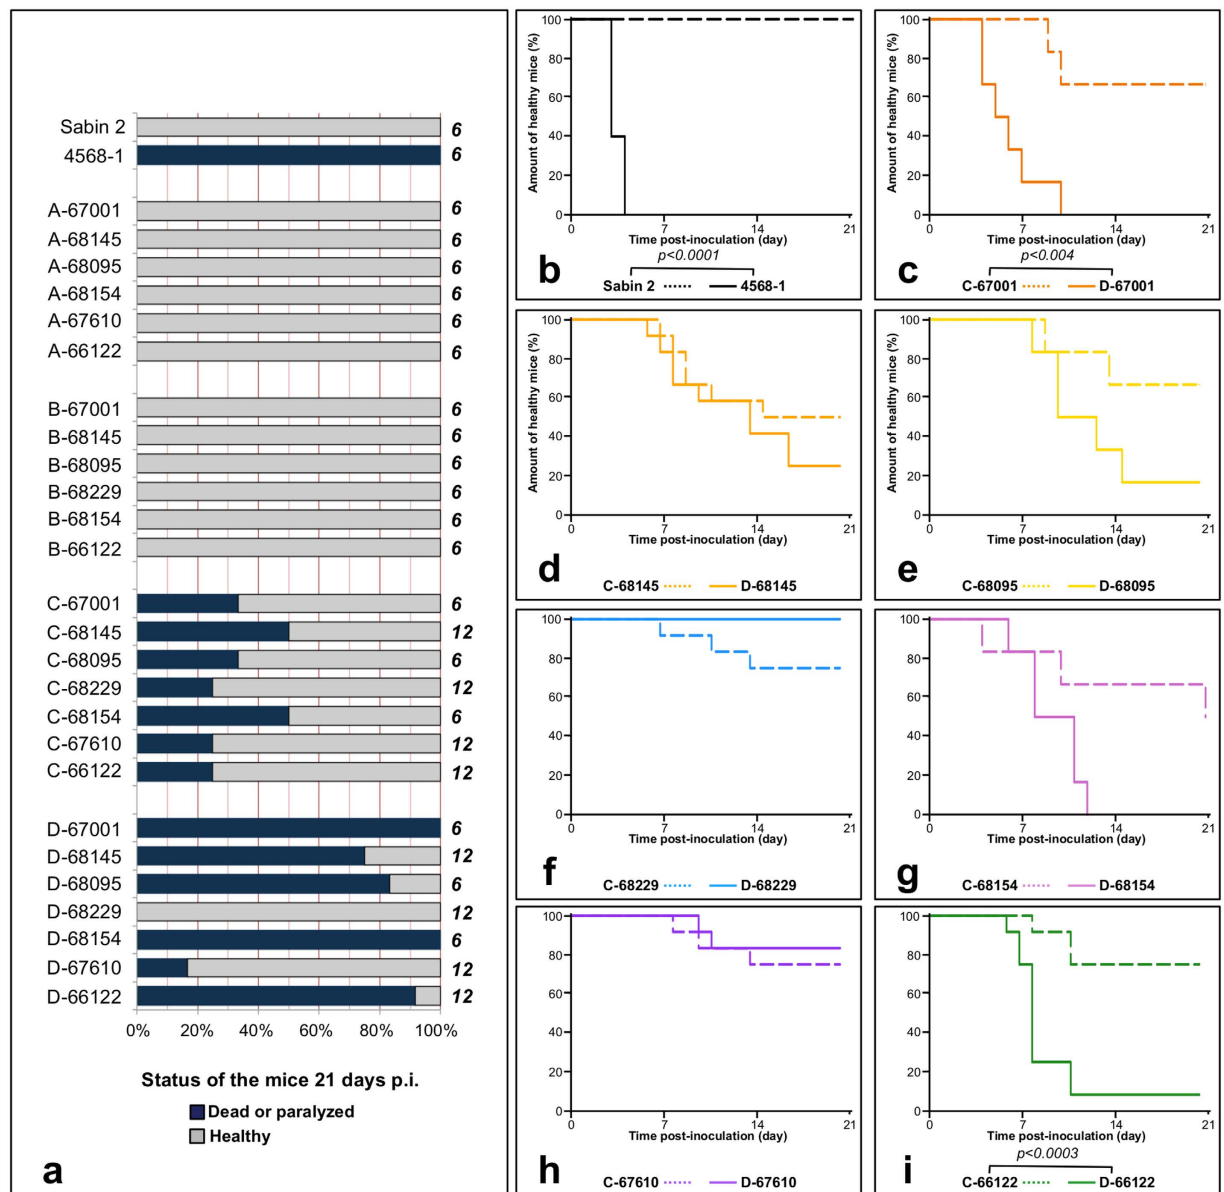 Sabin 2 6
4568-1 6
A-67001 6
A-68145 6
A-68095 6
A-68154 6
A-67610 6
A-66122 6
B-67001 6
B-68145 6
B-68095 6
B-68229 6
B-68154 6
B-66122 6
C-67001 6
C-68145 12
C-68095 6
C-68229 12
C-68154 6
C-67610 12
C-66122 12
D-67001 6
D-68145 12
D-68095 6
D-68229 12
D-68154 6
D-67610 12
D-66122 12
0% 20% 40% 60% 80% 100%
Status of the mice 21 days p.i.
Dead or paralyzed
Healthy
a
Amount of healthy mice (%)
100
80
60
40
20
0
0 7 14 21
Time post-inoculation (day)
p<0.0001
b
Sabin 2 4568-1
Amount of healthy mice (%)
100
80
60
40
20
0
0 7 14 21
Time post-inoculation (day)
p<0.004
c
C-67001 D-67001
Amount of healthy mice (%)
100
80
60
40
20
0
0 7 14 21
Time post-inoculation (day)
d
C-68145 D-68145
Amount of healthy mice (%)
100
80
60
40
20
0
0 7 14 21
Time post-inoculation (day)
e
C-68095 D-68095
100
80
60
40
20
0
0 7 14 21
Time post-inoculation (day)
f
C-68229 D-68229
100
80
60
40
20
0
0 7 14 21
Time post-inoculation (day)
g
C-68154 D-68154
100
80
60
40
20
0
0 7 14 21
Time post-inoculation (day)
h
C-67610 D-67610
100
80
60
40
20
0
0 7 14 21
Time post-inoculation (day)
p<0.0003
i
C-66122 D-66122